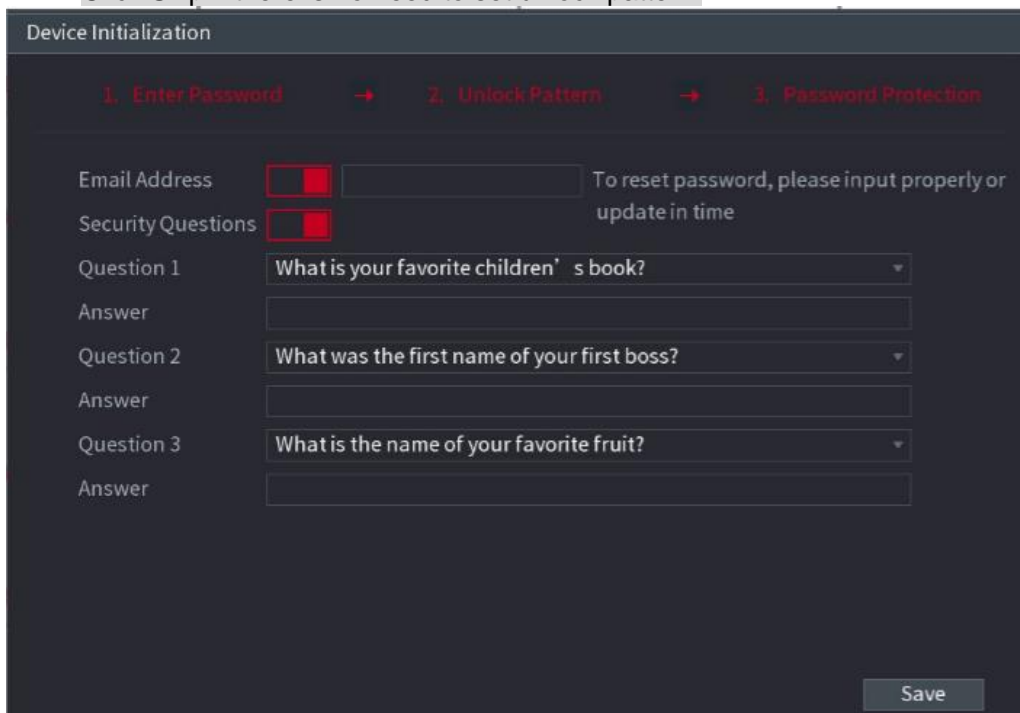 Device Initialization
1. Enter Password → 2. Unlock Pattern → 3. Password Protection
Email Address To reset password, please input properly or
update in time
Security Questions
Question 1 What is your favorite children’s book?
Answer
Question 2 What was the first name of your first boss?
Answer
Question 3 What is the name of your favorite fruit?
Answer
Save